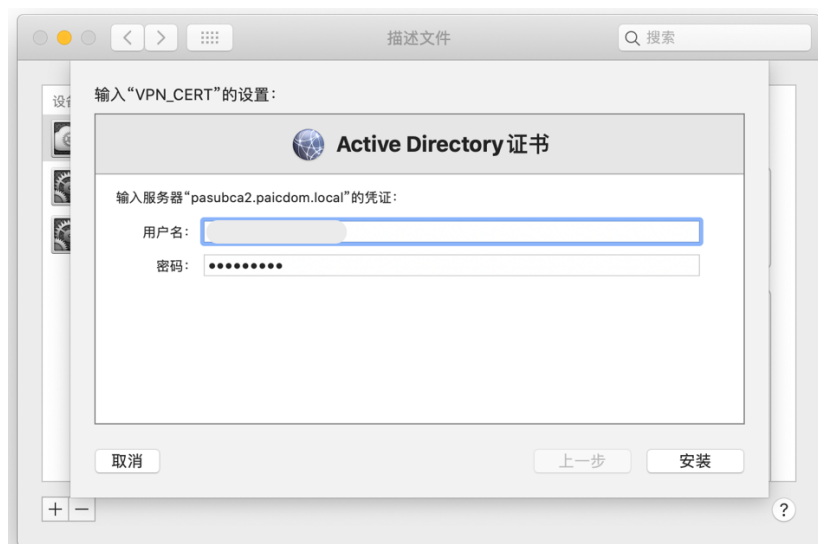 描述文件
搜索
设备
输入“VPN_CERT”的设置：
Active Directory 证书
输入服务器“pasubca2.paicdom.local”的凭证：
用户名：
密码：
取消
上一步
安装
?